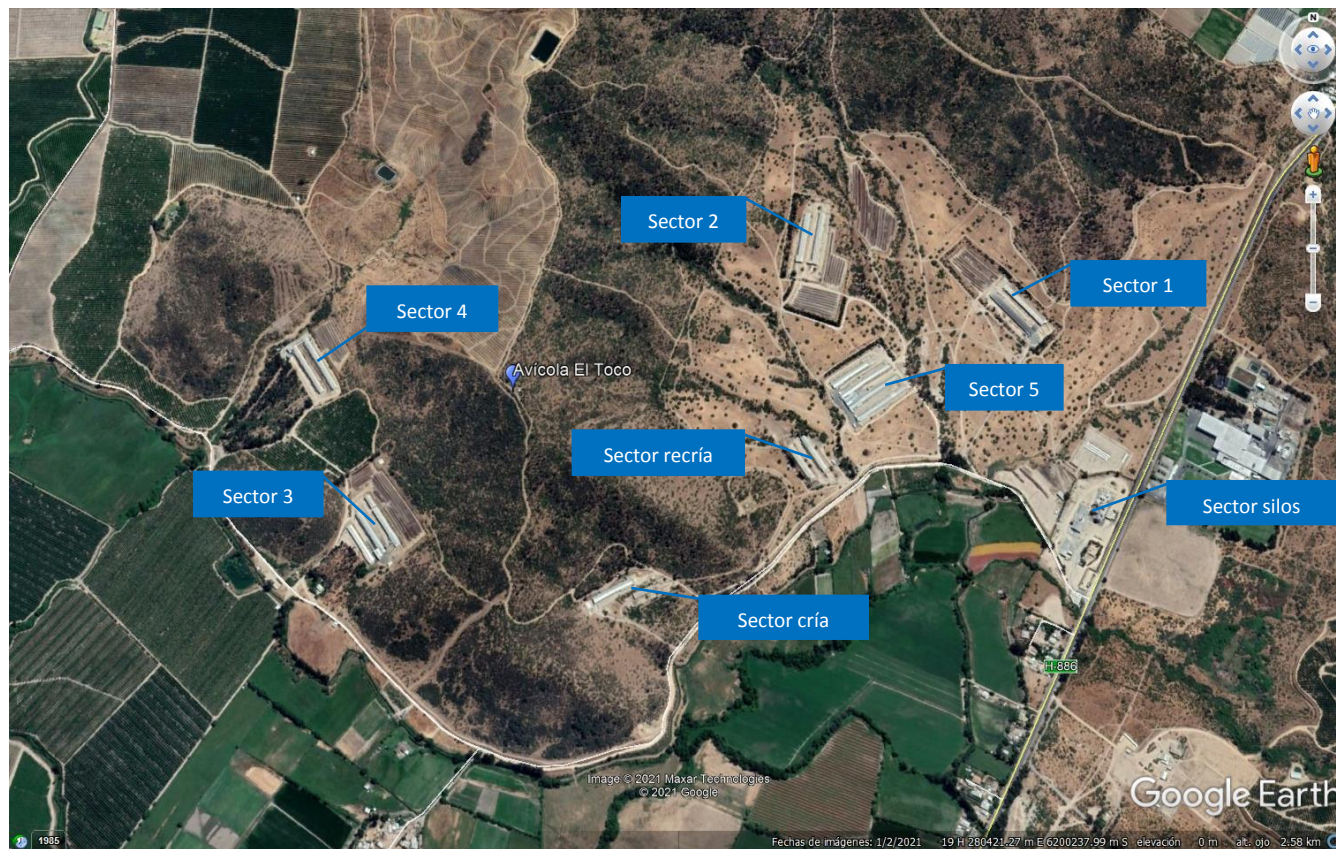 N
Sector 2
Sector 1
Sector 4
Avícola El Toco
Sector 5
Sector recría
Sector 3
Sector silos
Sector cría
H-886
Image © 2021 Maxar Technologies
© 2021 Google
Google Earth
1985
Fechas de imágenes: 1/2/2021 19 H 280421.27 m E 6200237.99 m S elevación 0 m alt. ojo 2.58 km